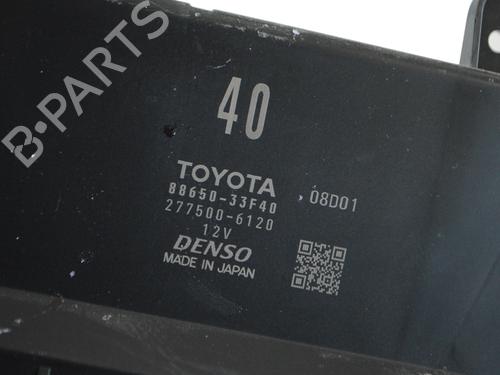 B-PARTS
40
TOYOTA
88650-33F40 08D01
277500-6120
12V
DENSO
MADE IN JAPAN